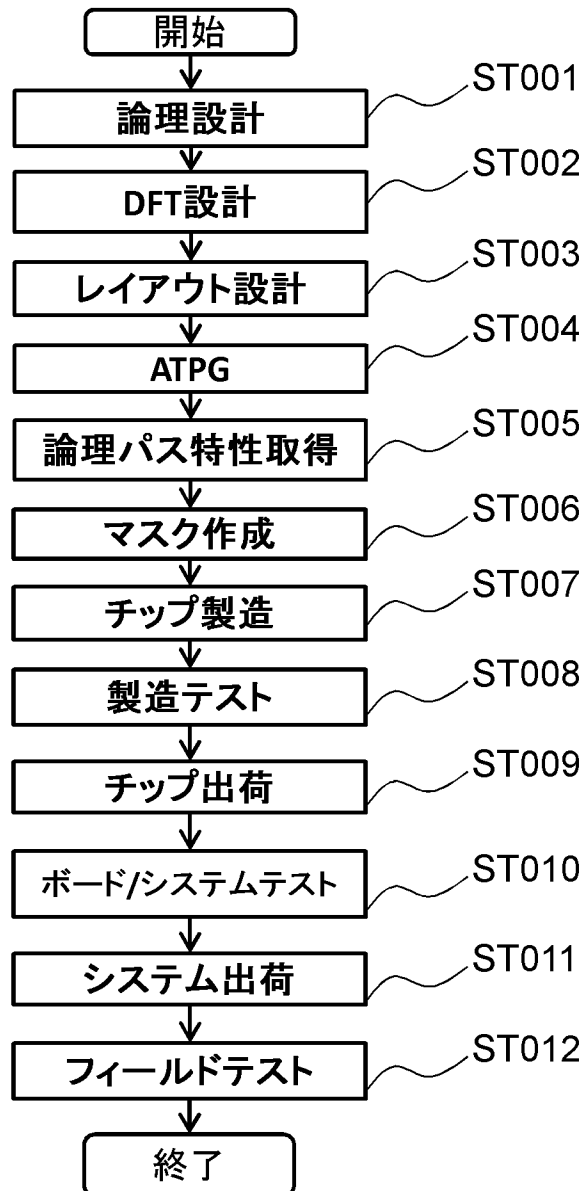 開始
論理設計
ST001
DFT設計
ST002
レイアウト設計
ST003
ATPG
ST004
論理パス特性取得
ST005
マスク作成
ST006
チップ製造
ST007
製造テスト
ST008
チップ出荷
ST009
ボード/システムテスト
ST010
システム出荷
ST011
フィールドテスト
ST012
終了